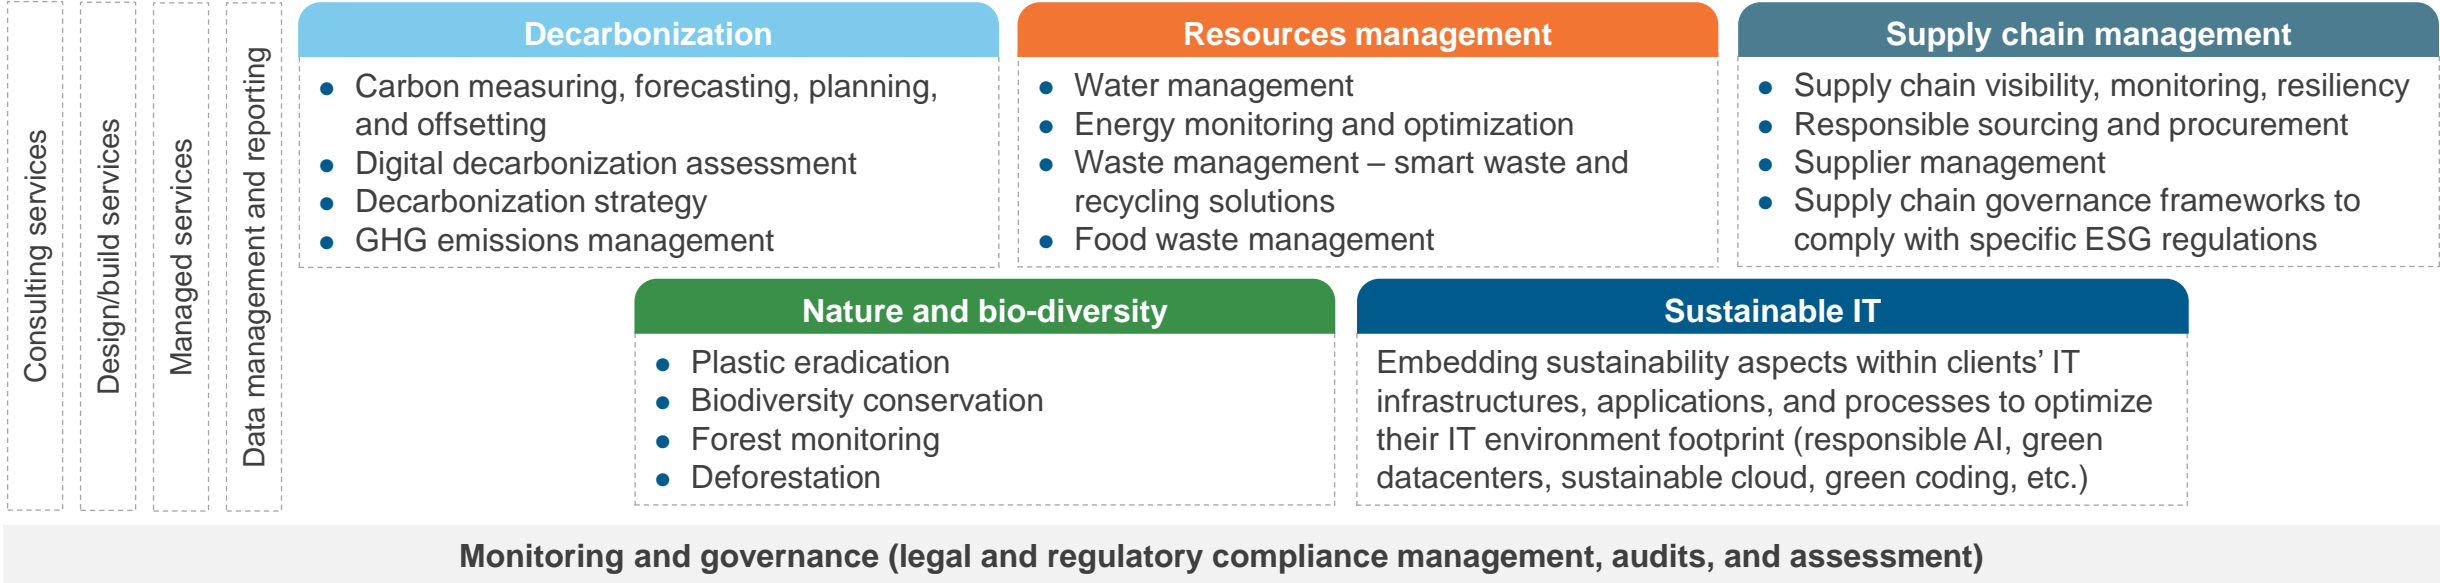 Consulting services
Design/build services
Managed services
Data management and reporting
Decarbonization
● Carbon measuring, forecasting, planning,
and offsetting
● Digital decarbonization assessment
● Decarbonization strategy
● GHG emissions management
Resources management
● Water management
● Energy monitoring and optimization
● Waste management – smart waste and
recycling solutions
● Food waste management
Supply chain management
● Supply chain visibility, monitoring, resiliency
● Responsible sourcing and procurement
● Supplier management
● Supply chain governance frameworks to
comply with specific ESG regulations
Nature and bio-diversity
● Plastic eradication
● Biodiversity conservation
● Forest monitoring
● Deforestation
Sustainable IT
Embedding sustainability aspects within clients’ IT
infrastructures, applications, and processes to optimize
their IT environment footprint (responsible AI, green
datacenters, sustainable cloud, green coding, etc.)
Monitoring and governance (legal and regulatory compliance management, audits, and assessment)